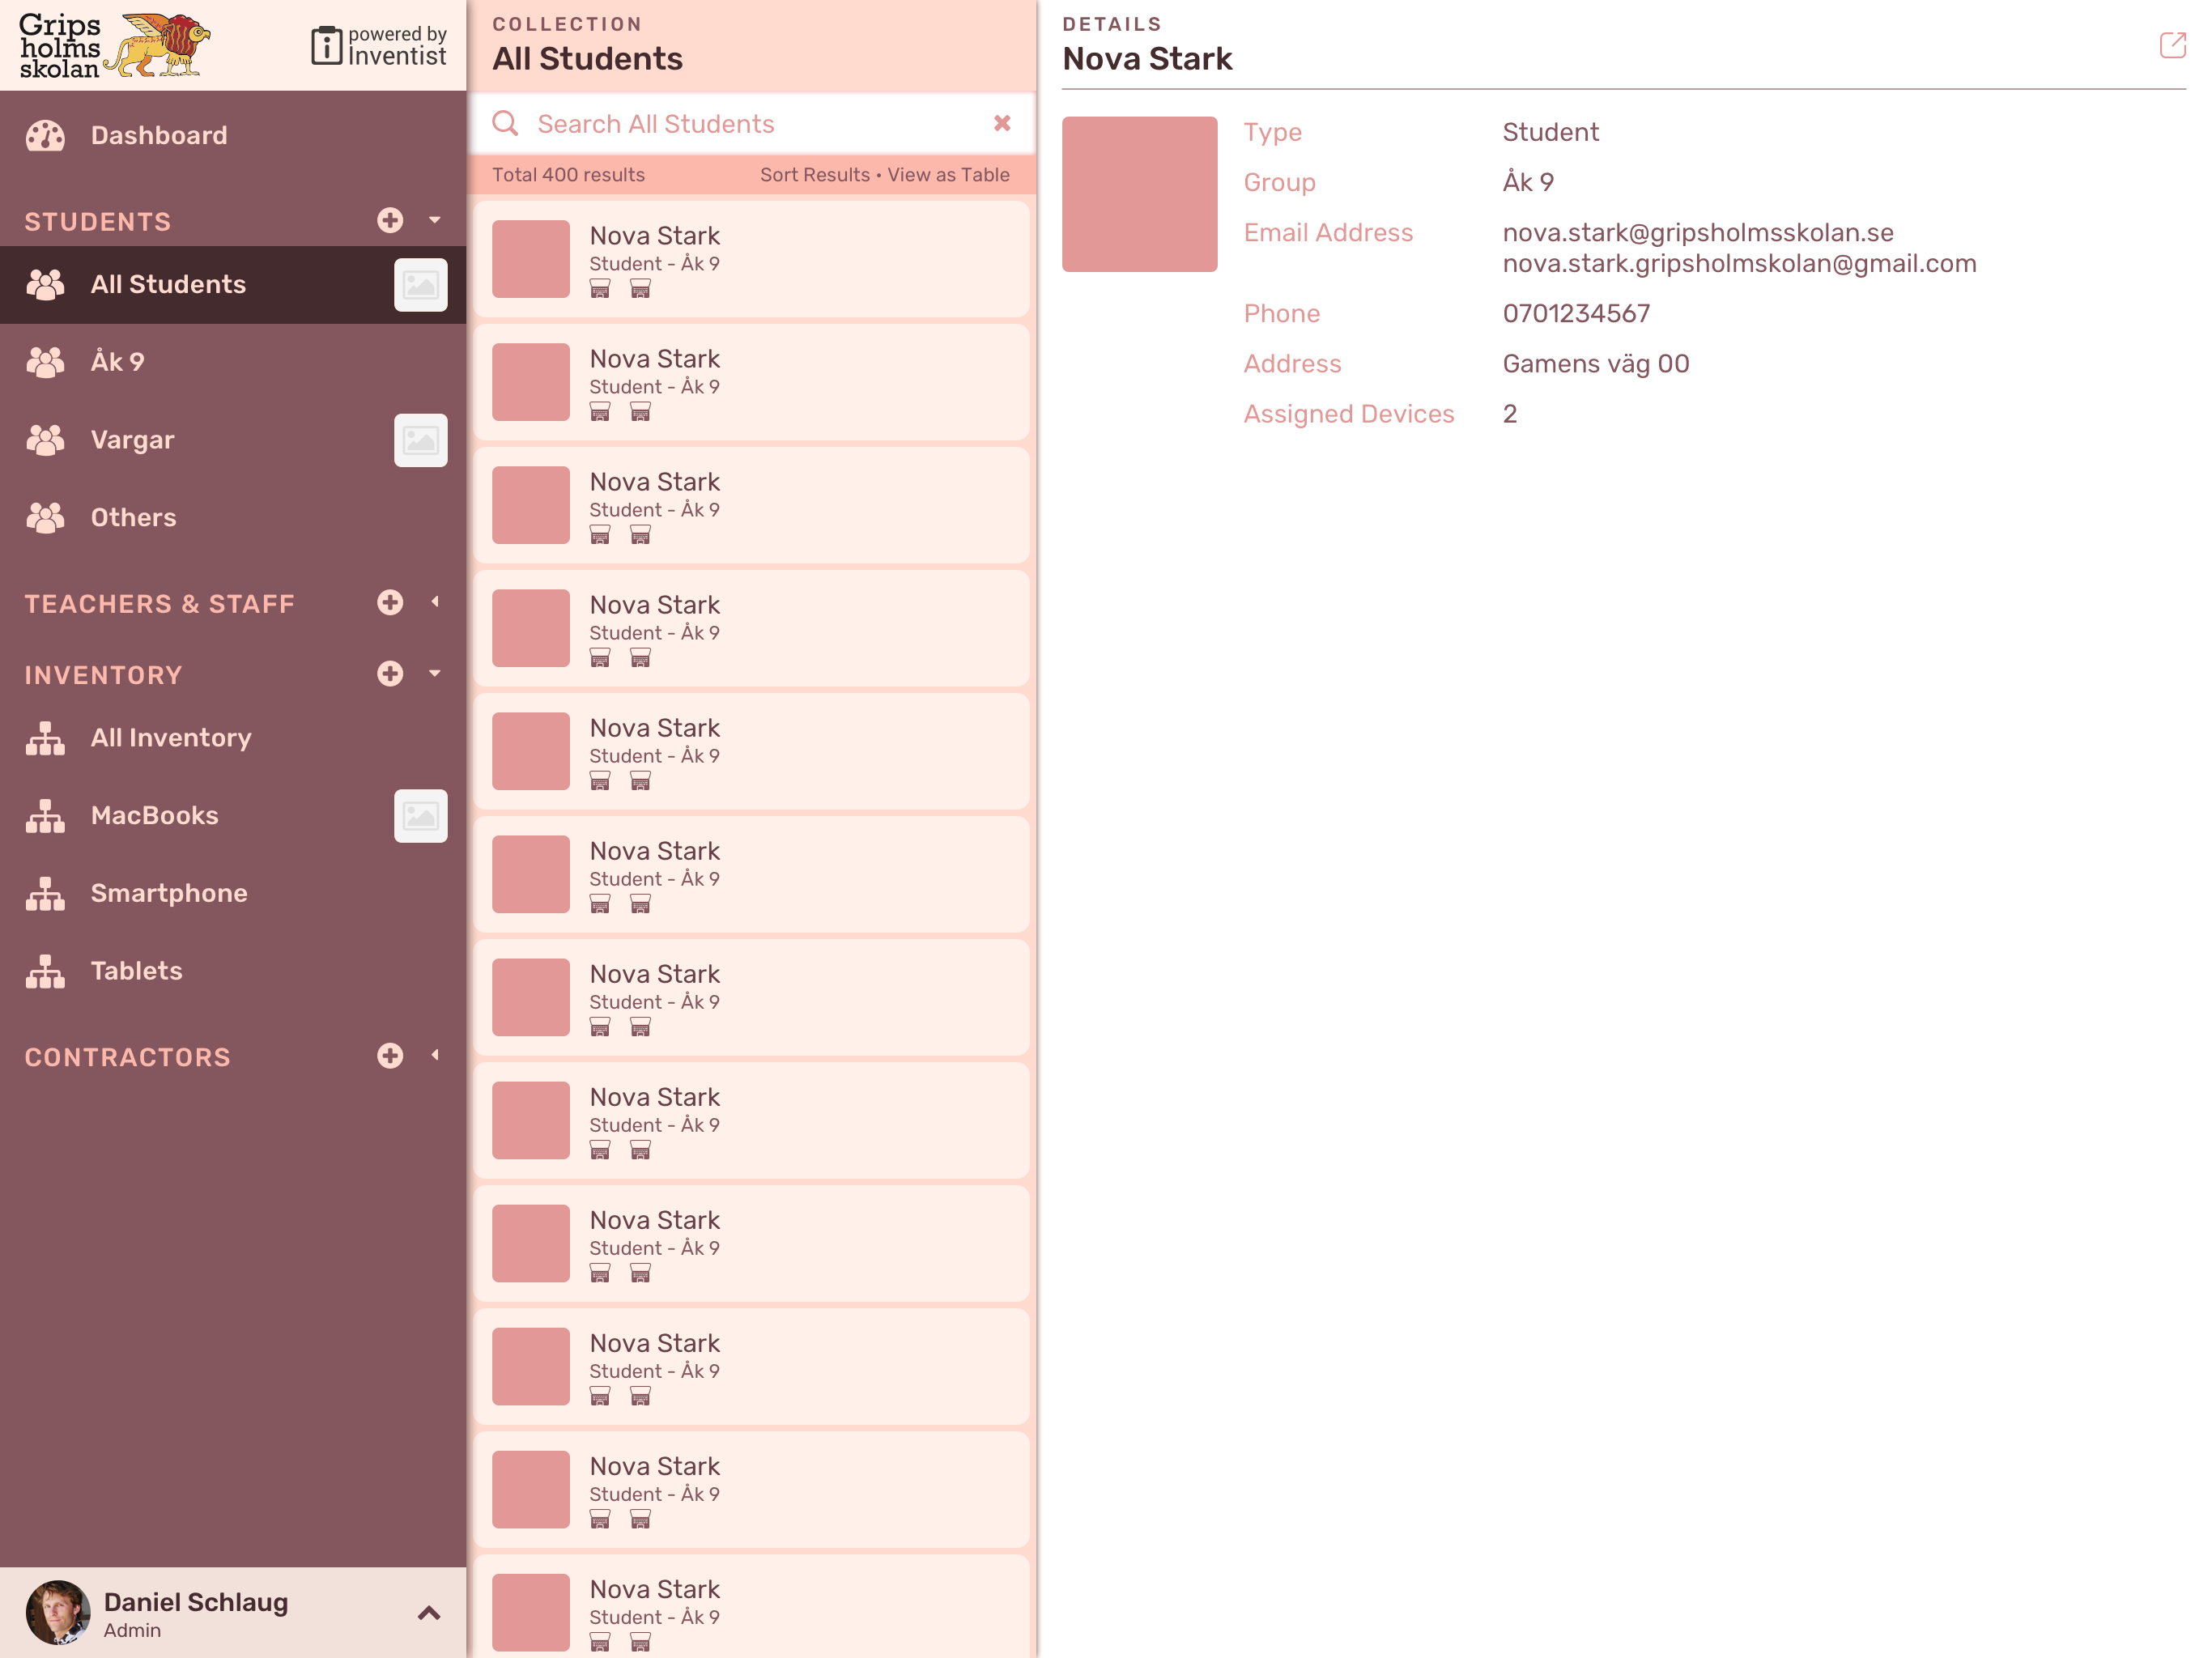 Grips
holms
skolan
powered by
Inventist
Dashboard
STUDENTS
All Students
Åk 9
Vargar
Others
TEACHERS & STAFF
INVENTORY
All Inventory
MacBooks
Smartphone
Tablets
CONTRACTORS
Daniel Schlaug
Admin
COLLECTION
All Students
Search All Students
Total 400 results
Sort Results • View as Table
Nova Stark
Student - Åk 9
Nova Stark
Student - Åk 9
Nova Stark
Student - Åk 9
Nova Stark
Student - Åk 9
Nova Stark
Student - Åk 9
Nova Stark
Student - Åk 9
Nova Stark
Student - Åk 9
Nova Stark
Student - Åk 9
Nova Stark
Student - Åk 9
Nova Stark
Student - Åk 9
Nova Stark
Student - Åk 9
Nova Stark
Student - Åk 9
DETAILS
Nova Stark
Type Student
Group Åk 9
Email Address nova.stark@gripsholmsskolan.se
nova.stark.gripsholmskolan@gmail.com
Phone 0701234567
Address Gamens väg 00
Assigned Devices 2